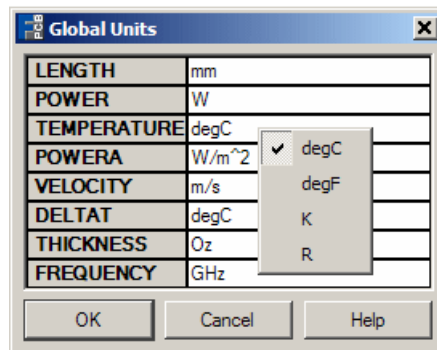 PCB Global Units
LENGTH mm
POWER W
TEMPERATURE degC
POWERA W/m^2
VELOCITY m/s
DELTAT degC
THICKNESS Oz
FREQUENCY GHz
degC
degF
K
R
OK Cancel Help